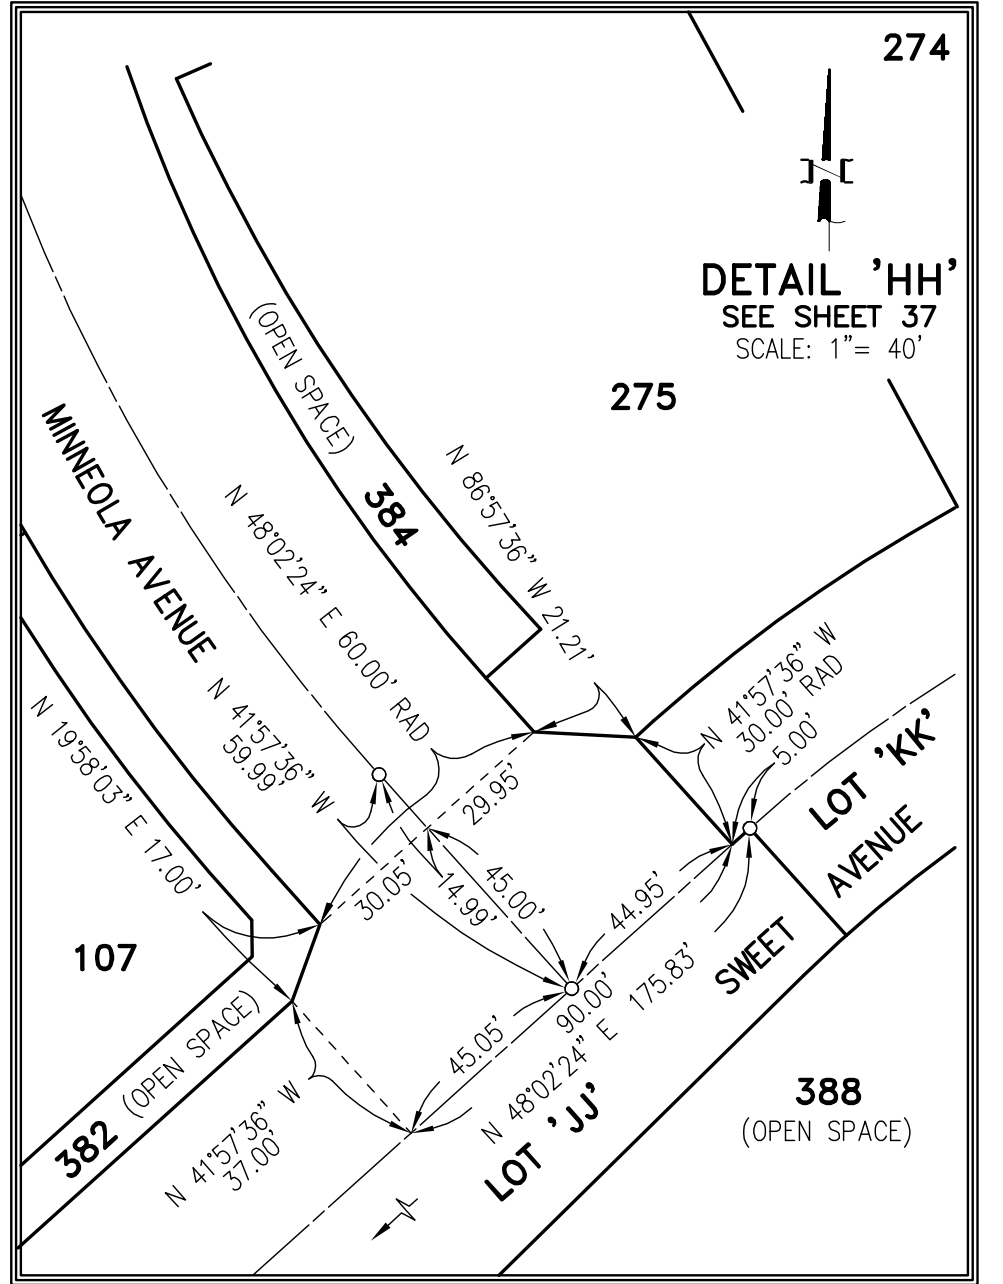 274
DETAIL 'HH'
SEE SHEET 37
SCALE: 1"= 40'
275
(OPEN SPACE)
384
MINNEOLA AVENUE
N 86°57'36" W 21.21'
N 48°02'24" E 60.00' RAD
N 41°57'36" W
59.99'
N 19°58'03" E 17.00'
N 41°57'36" W
30.00' RAD
5.00'
LOT 'KK'
AVENUE
29.95'
30.05'
14.99'
45.00'
44.95'
SWEET
107
382 (OPEN SPACE)
45.05'
90.00'
N 48°02'24" E 175.83'
N 41°57'36" W
37.00'
LOT 'JJ'
388
(OPEN SPACE)